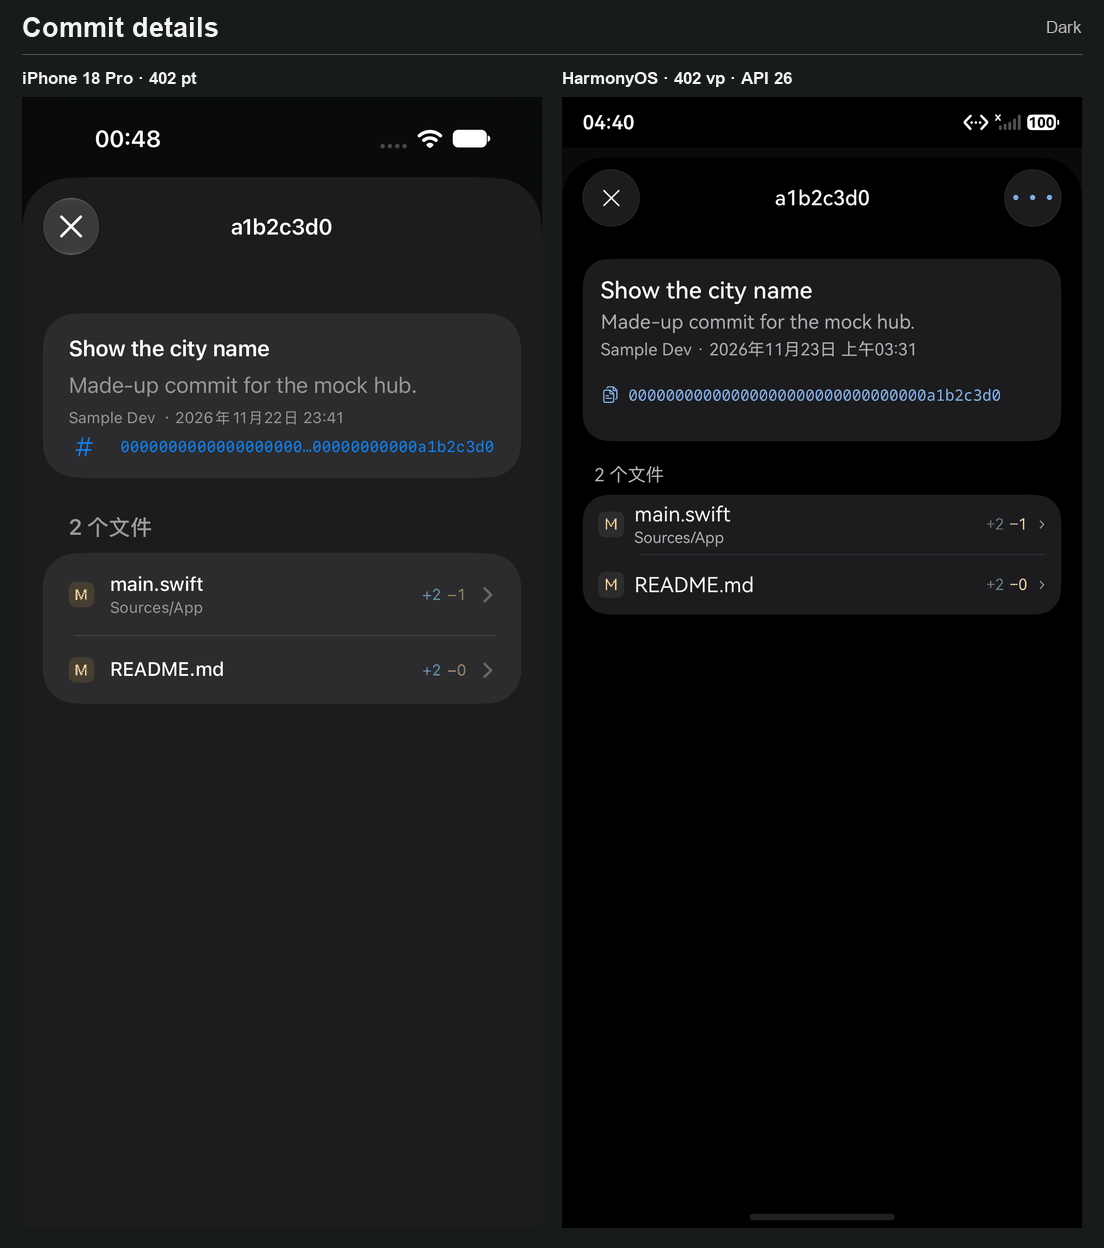 Commit details
Dark
iPhone 18 Pro · 402 pt
00:48
a1b2c3d0
Show the city name
Made-up commit for the mock hub.
Sample Dev · 2026年11月22日 23:41
# 0000000000000000000…00000000000a1b2c3d0
2 个文件
M main.swift +2 −1
Sources/App
M README.md +2 −0
HarmonyOS · 402 vp · API 26
04:40
100
a1b2c3d0
Show the city name
Made-up commit for the mock hub.
Sample Dev · 2026年11月23日 上午03:31
00000000000000000000000000000000a1b2c3d0
2 个文件
M main.swift +2 −1
Sources/App
M README.md +2 −0